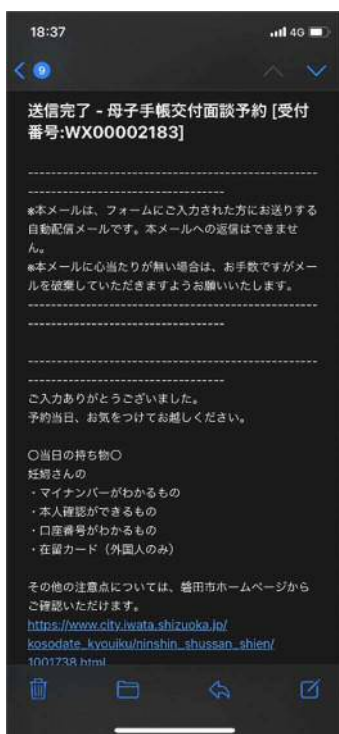 18:37
4G
9
送信完了 - 母子手帳交付面談予約 [受付
番号:WX00002183]
--------------------------------------------------
----------------------------------
※本メールは、フォームにご入力された方にお送りする
自動配信メールです。本メールへの返信はできませ
ん。
※本メールに心当たりが無い場合は、お手数ですがメー
ルを破棄していただきますようお願いいたします。
--------------------------------------------------
----------------------------------
--------------------------------------------------
----------------------------------
ご入力ありがとうございました。
予約当日、お気をつけてお越しください。
〇当日の持ち物〇
妊婦さんの
・マイナンバーがわかるもの
・本人確認ができるもの
・口座番号がわかるもの
・在留カード（外国人のみ）
その他の注意点については、磐田市ホームページから
ご確認いただけます。
https://www.city.iwata.shizuoka.jp/
kosodate_kyouiku/ninshin_shussan_shien/
1001738.html